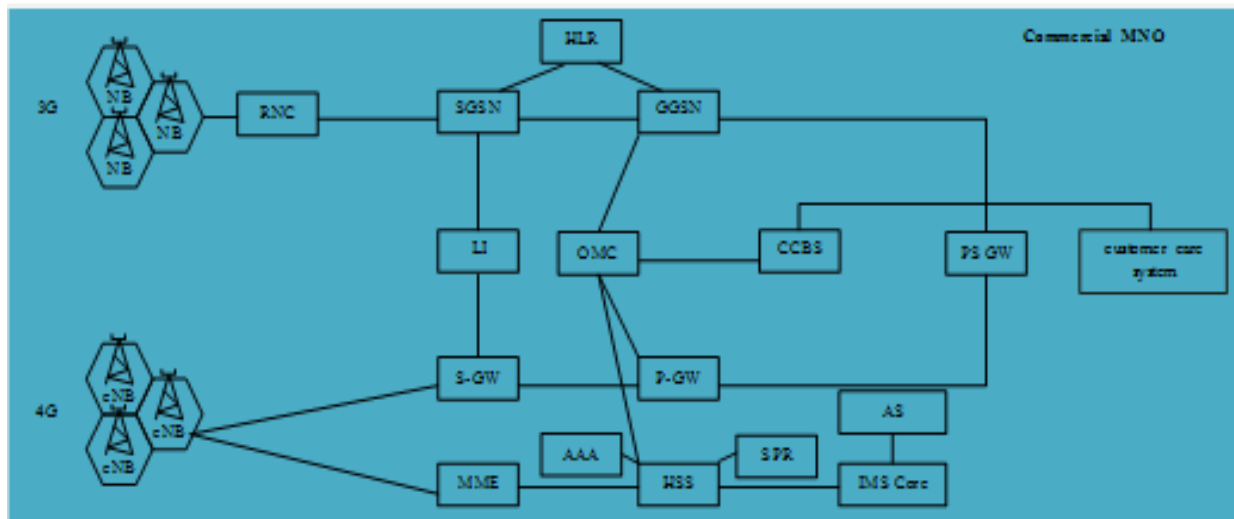 HLR
Commercial MNO
3G
NB
NB
NB
RNC
SGSN
GGSN
LI
OMC
CCBS
PS GW
customer care
system
4G
eNB
eNB
eNB
S-GW
P-GW
AS
AAA
SPR
MME
HSS
IMS Core